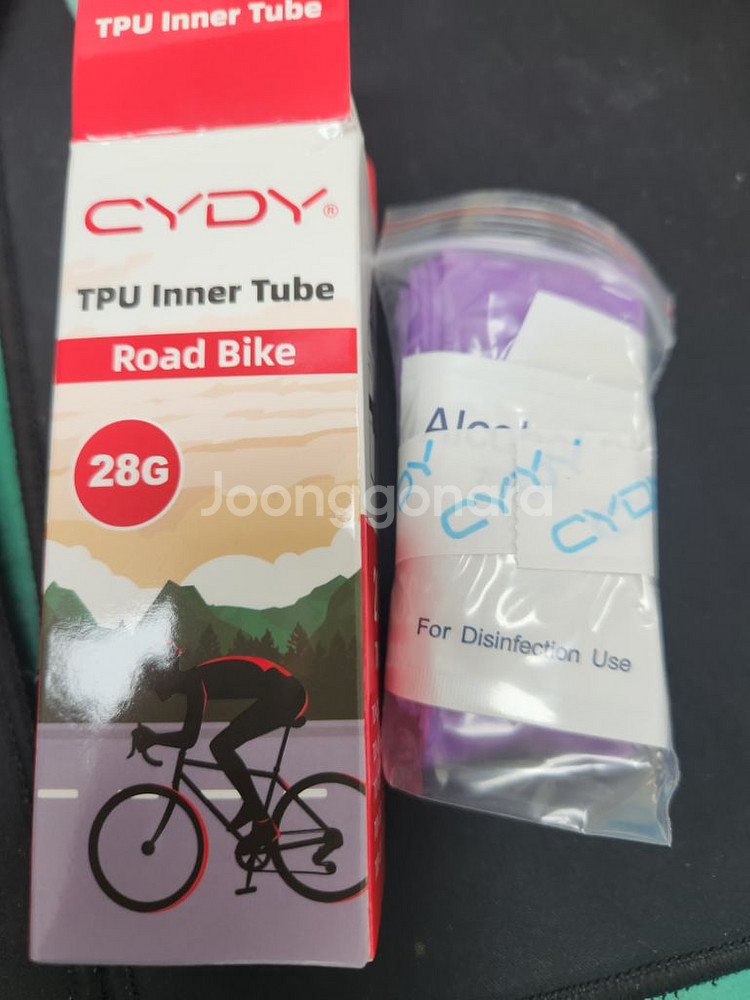 TPU Inner Tube
CYDY®
TPU Inner Tube
Road Bike
28G
Joonggonara
CYDY
CYDY
For Disinfection Use